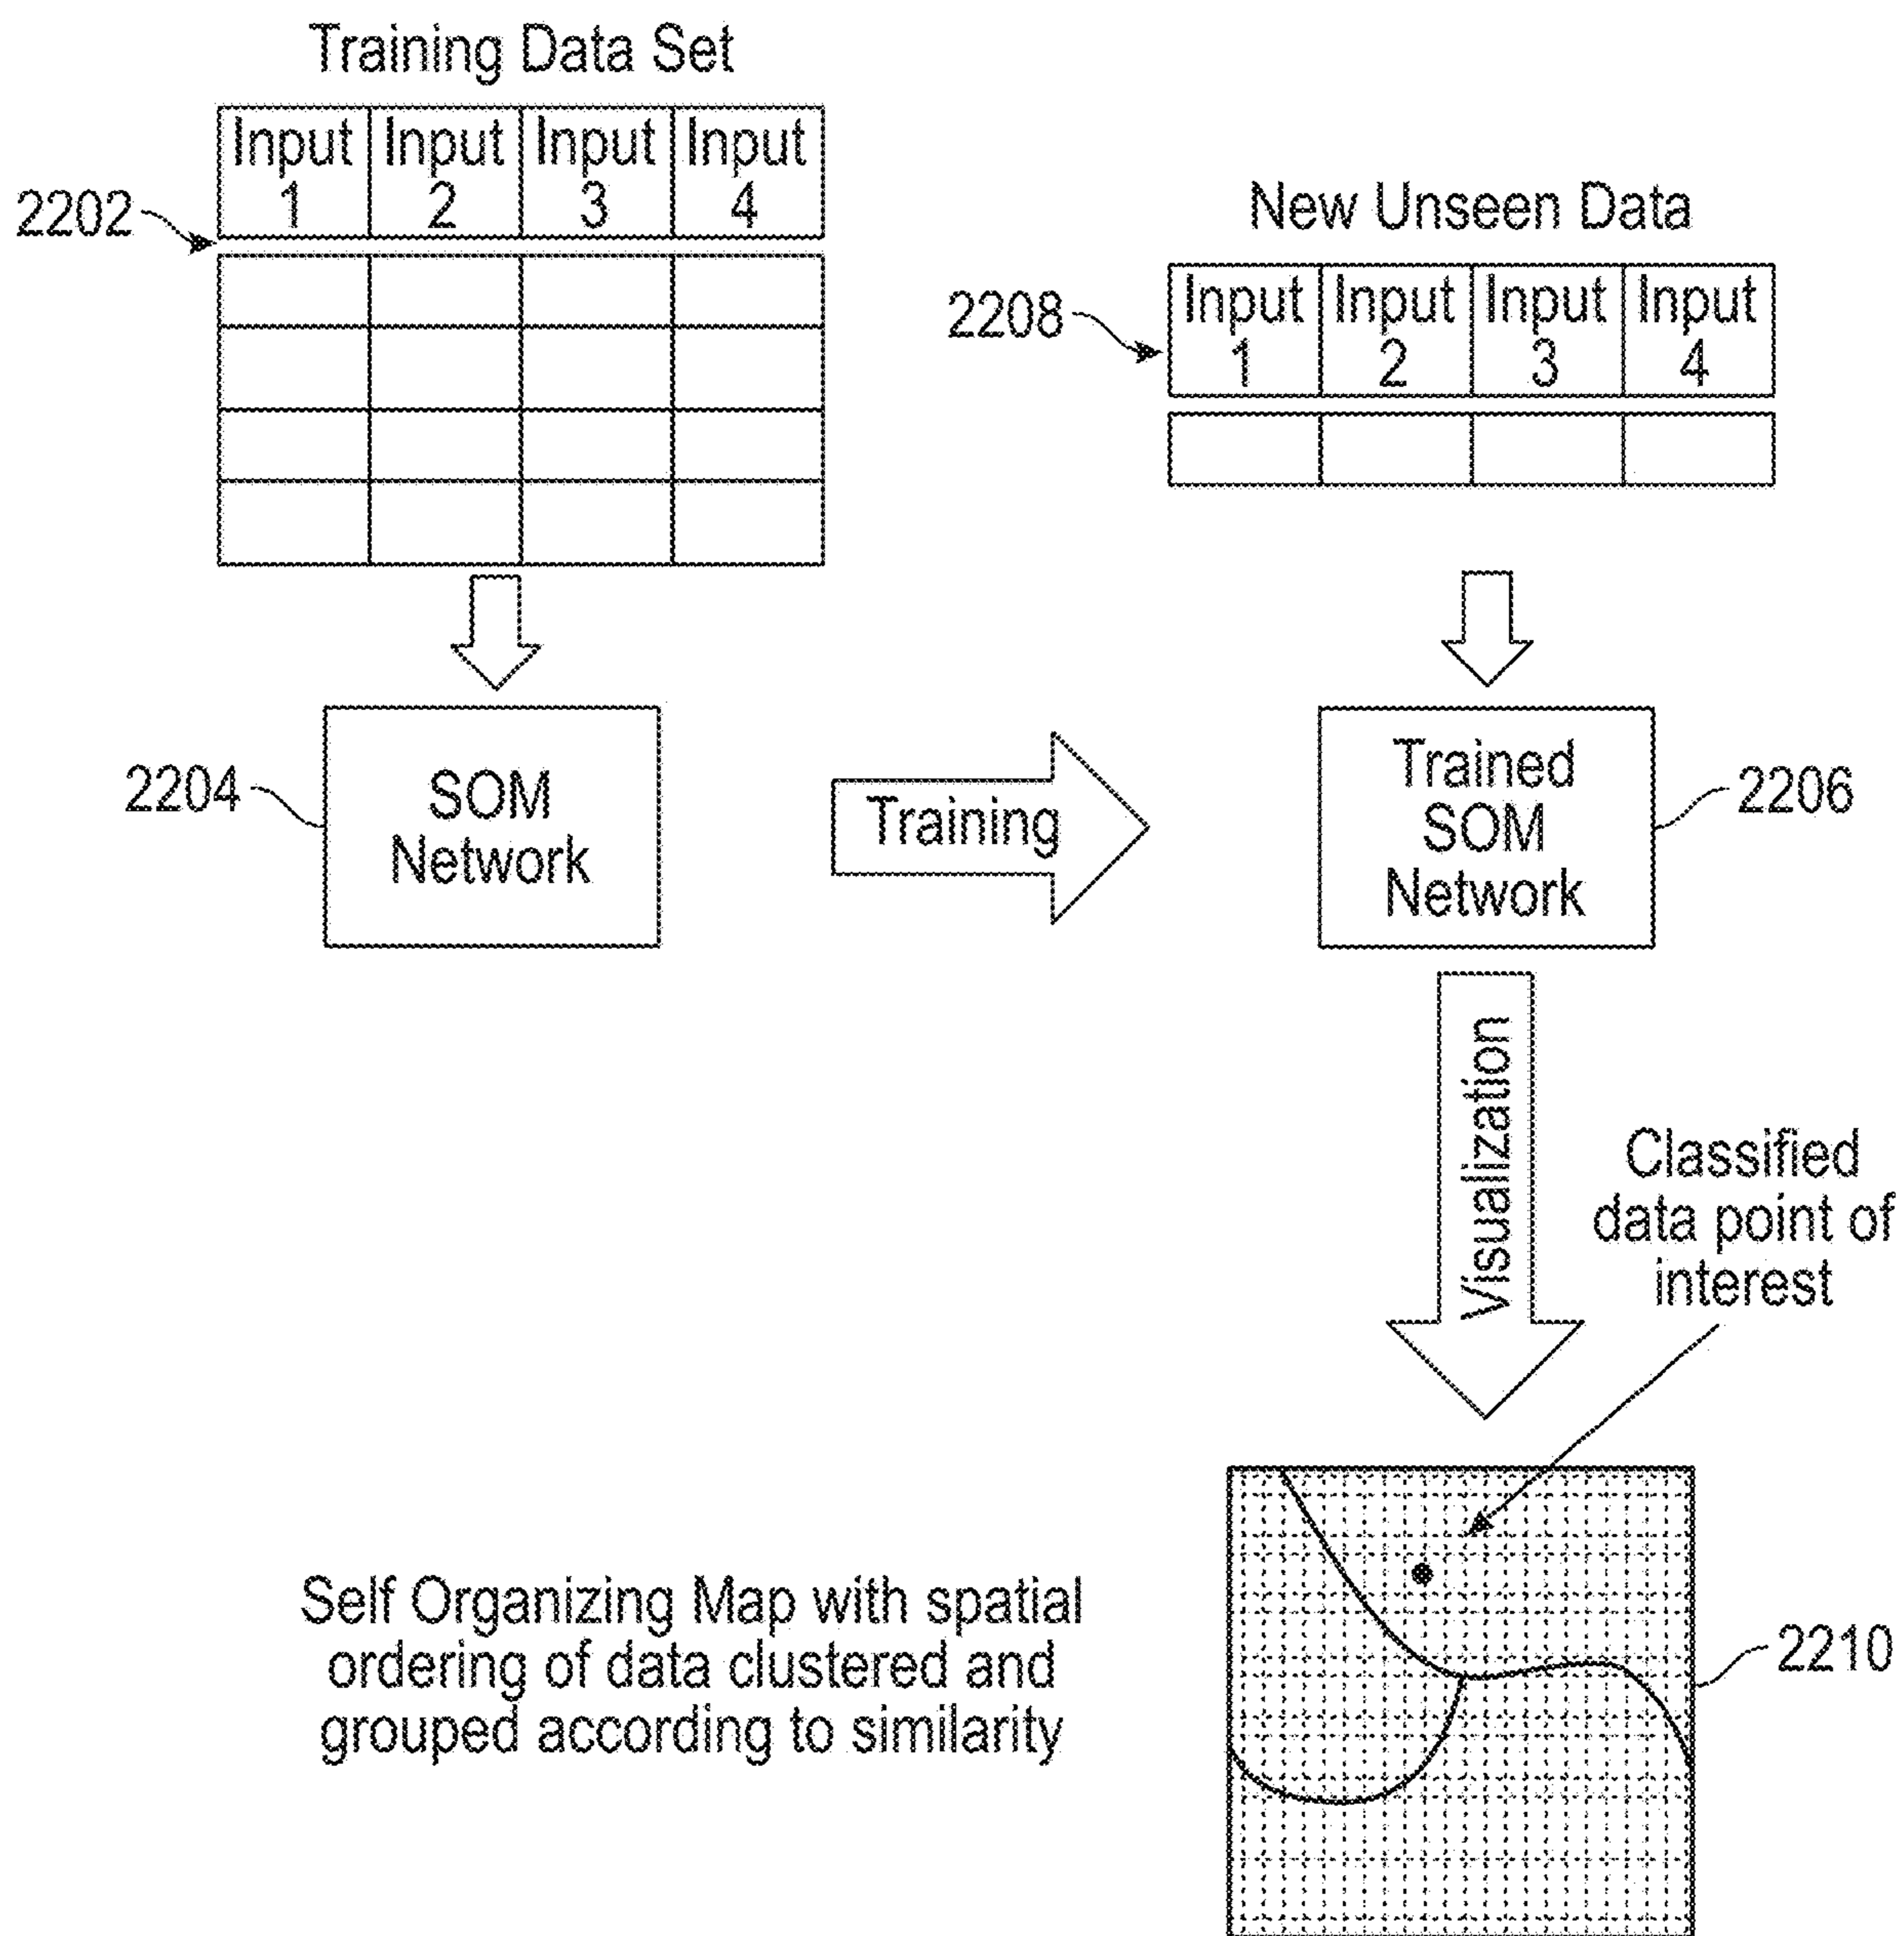 Training Data Set
Input Input Input Input
1 2 3 4
2202
New Unseen Data
2208
Input Input Input Input
1 2 3 4
2204
SOM
Network
Training
Trained
SOM
Network
2206
Visualization
Classified
data point of
interest
Self Organizing Map with spatial
ordering of data clustered and
grouped according to similarity
2210